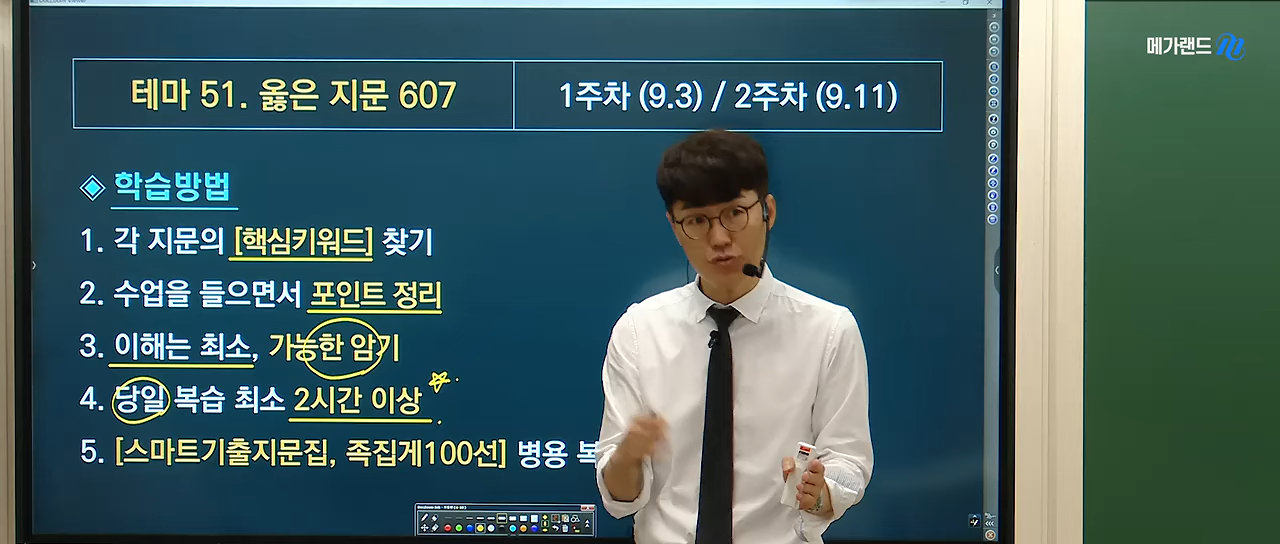 메가랜드
테마 51. 옳은 지문 607
1주차 (9.3) / 2주차 (9.11)
◈ 학습방법
1. 각 지문의 [핵심키워드] 찾기
2. 수업을 들으면서 포인트 정리
3. 이해는 최소, 가능한 암기
4. 당일 복습 최소 2시간 이상
5. [스마트기출지문집, 족집게100선] 병용